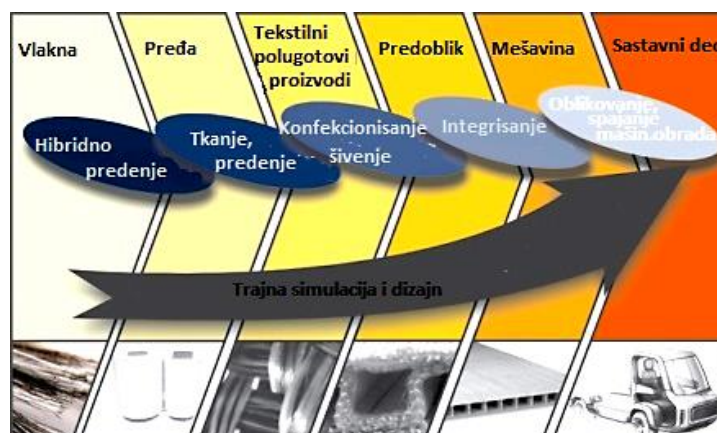 Vlakna
Pređa
Tekstilni
polugotovi
proizvodi
Predoblik
Mešavina
Sastavni deo
Hibridno
predenje
Tkanje,
predenje
Konfekcionisanje
šivenje
Integrisanje
Oblikovanje,
spajanje
mašin.obrada
Trajna simulacija i dizajn